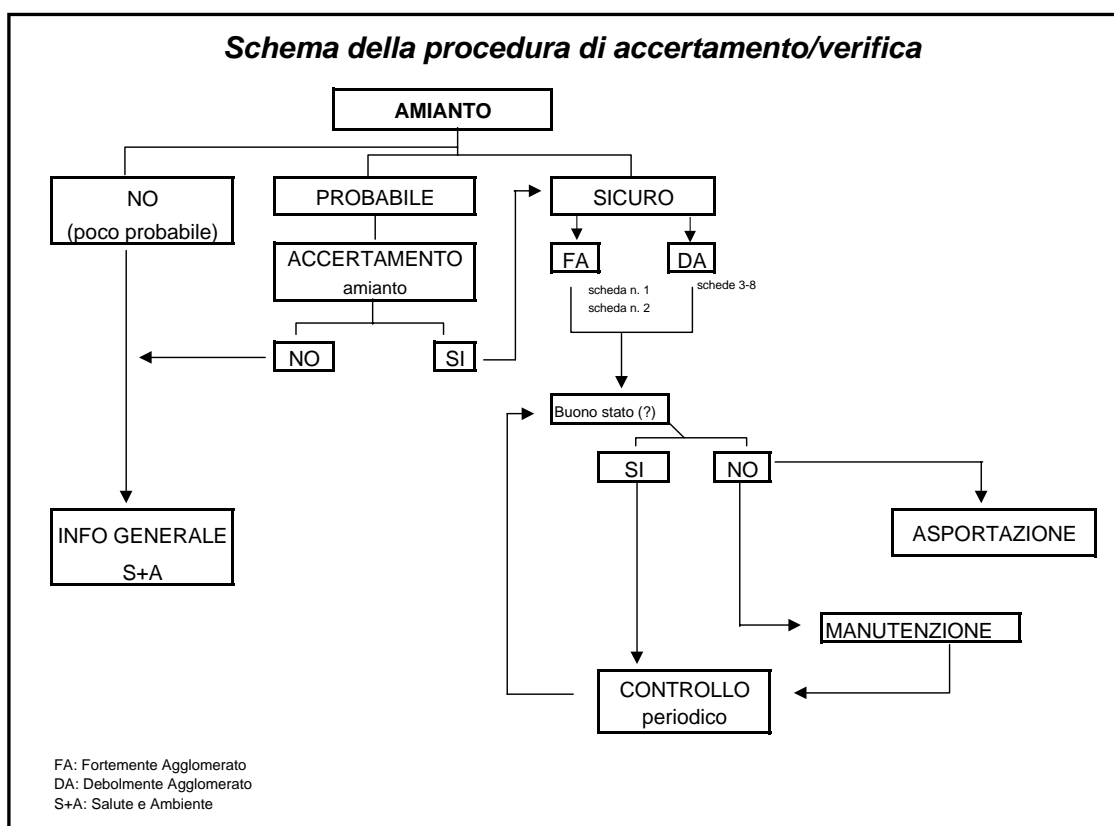 Schema della procedura di accertamento/verifica
AMIANTO
NO
(poco probabile)
PROBABILE
SICURO
ACCERTAMENTO
amianto
FA
DA
scheda n. 1
scheda n. 2
schede 3-8
NO
SI
Buono stato (?)
SI
NO
INFO GENERALE
S+A
ASPORTAZIONE
MANUTENZIONE
CONTROLLO
periodico
FA: Fortemente Agglomerato
DA: Debolmente Agglomerato
S+A: Salute e Ambiente